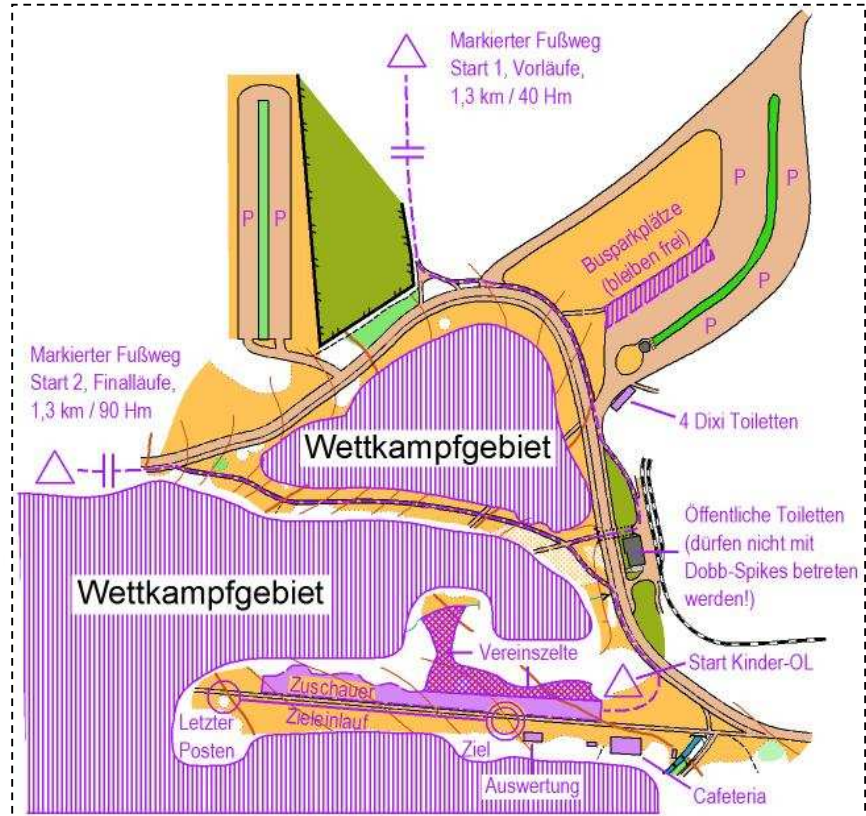 Markierter Fußweg
Start 1, Vorläufe,
1,3 km / 40 Hm
P
P
P
P
Busparkplätze
(bleiben frei)
P
P
Markierter Fußweg
Start 2, Finalläufe,
1,3 km / 90 Hm
4 Dixi Toiletten
Wettkampfgebiet
Öffentliche Toiletten
(dürfen nicht mit
Dobb-Spikes betreten
werden!)
Wettkampfgebiet
Vereinszelte
Start Kinder-OL
Zuschauer
Zieleinlauf
Letzter
Posten
Ziel
Auswertung
Cafeteria